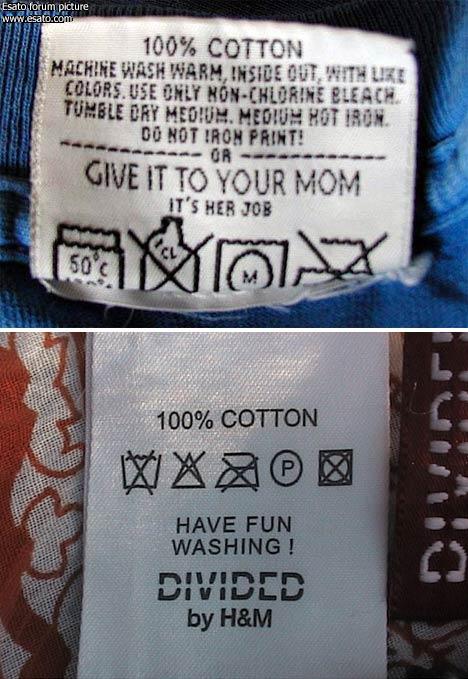 Esato forum picture
www.esato.com
100% COTTON
MACHINE WASH WARM, INSIDE OUT, WITH LIKE
COLORS. USE ONLY NON-CHLORINE BLEACH.
TUMBLE DRY MEDIUM. MEDIUM HOT IRON.
DO NOT IRON PRINT!
OR
GIVE IT TO YOUR MOM
IT'S HER JOB
50°C
CL
M
100% COTTON
P
HAVE FUN
WASHING !
DIVIDED
by H&M
DIVIDED